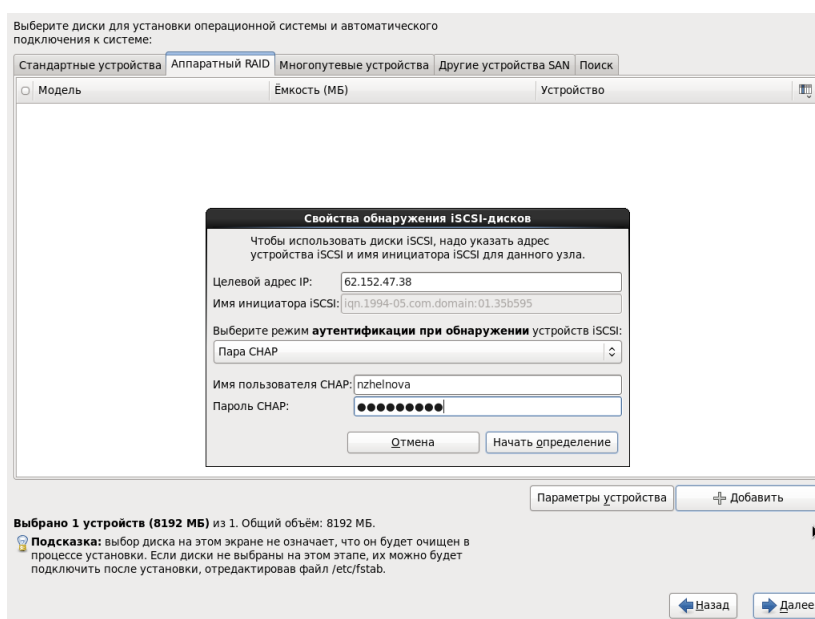 Выберите диски для установки операционной системы и автоматического
подключения к системе:
Стандартные устройства Аппаратный RAID Многопутевые устройства Другие устройства SAN Поиск
Модель Ёмкость (МБ) Устройство
Свойства обнаружения iSCSI-дисков
Чтобы использовать диски iSCSI, надо указать адрес
устройства iSCSI и имя инициатора iSCSI для данного узла.
Целевой адрес IP: 62.152.47.38
Имя инициатора iSCSI: iqn.1994-05.com.domain:01.35b595
Выберите режим аутентификации при обнаружении устройств iSCSI:
Пара CHAP
Имя пользователя CHAP: nzhelnova
Пароль CHAP: ●●●●●●●●●
Отмена Начать определение
Параметры устройства Добавить
Выбрано 1 устройств (8192 МБ) из 1. Общий объём: 8192 МБ.
Подсказка: выбор диска на этом экране не означает, что он будет очищен в
процессе установки. Если диски не выбраны на этом этапе, их можно будет
подключить после установки, отредактировав файл /etc/fstab.
Назад Далее